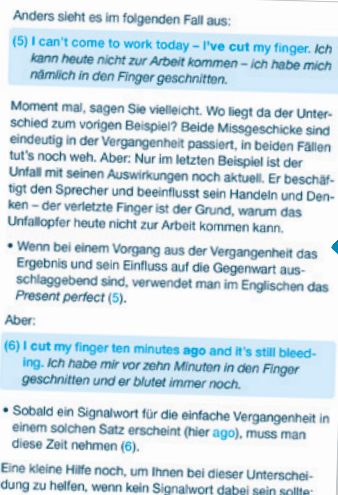 Anders sieht es im folgenden Fall aus:
(5) I can't come to work today – I've cut my finger. Ich
kann heute nicht zur Arbeit kommen – ich habe mich
nämlich in den Finger geschnitten.
Moment mal, sagen Sie vielleicht. Wo liegt da der Unter-
schied zum vorigen Beispiel? Beide Missgeschicke sind
eindeutig in der Vergangenheit passiert, in beiden Fällen
tut's noch weh. Aber: Nur im letzten Beispiel ist der
Unfall mit seinen Auswirkungen noch aktuell. Er beschäf-
tigt den Sprecher und beeinflusst sein Handeln und Den-
ken – der verletzte Finger ist der Grund, warum das
Unfallopfer heute nicht zur Arbeit kommen kann.
• Wenn bei einem Vorgang aus der Vergangenheit das
Ergebnis und sein Einfluss auf die Gegenwart aus-
schlaggebend sind, verwendet man im Englischen das
Present perfect (5).
Aber:
(6) I cut my finger ten minutes ago and it's still bleed-
ing. Ich habe mir vor zehn Minuten in den Finger
geschnitten und er blutet immer noch.
• Sobald ein Signalwort für die einfache Vergangenheit in
einem solchen Satz erscheint (hier ago), muss man
diese Zeit nehmen (6).
Eine kleine Hilfe noch, um Ihnen bei dieser Unterschei-
dung zu helfen, wenn kein Signalwort dabei sein sollte: